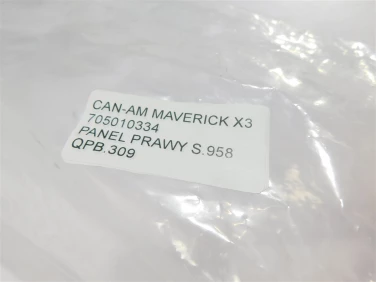 CAN-AM MAVERICK X3
705010334
PANEL PRAWY S.958
QPB.309